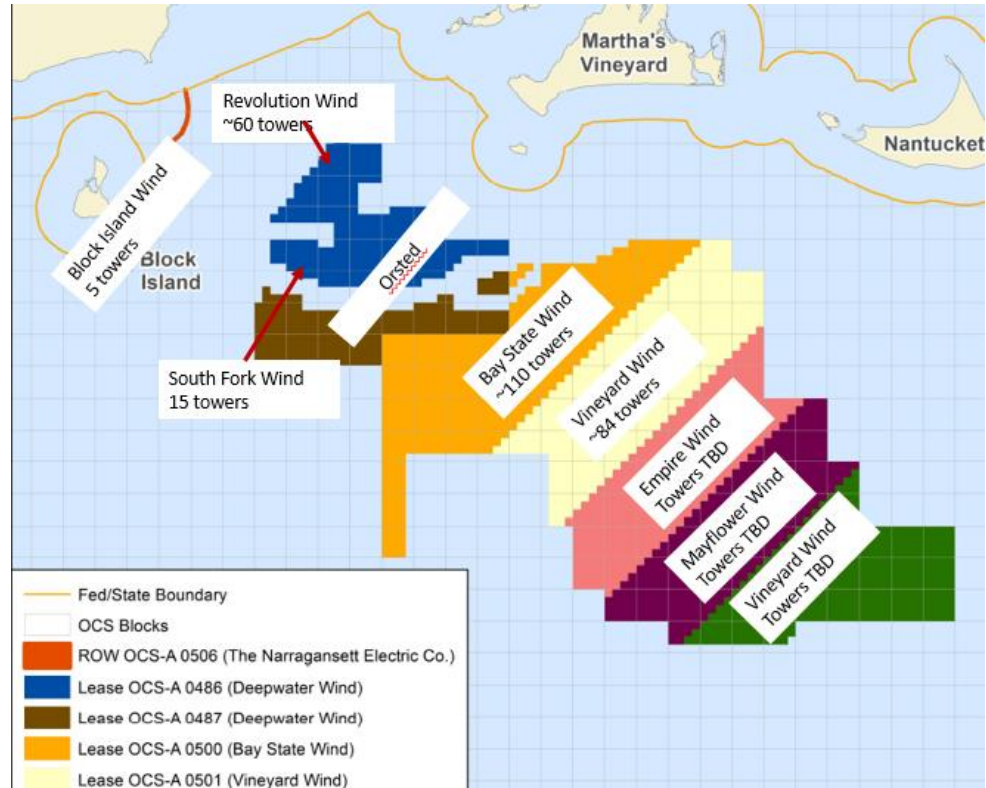 Martha's
Vineyard
Revolution Wind
~60 towers
Nantucket
Block Island Wind
5 towers
Block
Island
Orsted
Bay State Wind
~110 towers
Vineyard Wind
~84 towers
South Fork Wind
15 towers
Empire Wind
Towers TBD
Mayflower Wind
Towers TBD
Vineyard Wind
Towers TBD
Fed/State Boundary
OCS Blocks
ROW OCS-A 0506 (The Narragansett Electric Co.)
Lease OCS-A 0486 (Deepwater Wind)
Lease OCS-A 0487 (Deepwater Wind)
Lease OCS-A 0500 (Bay State Wind)
Lease OCS-A 0501 (Vineyard Wind)